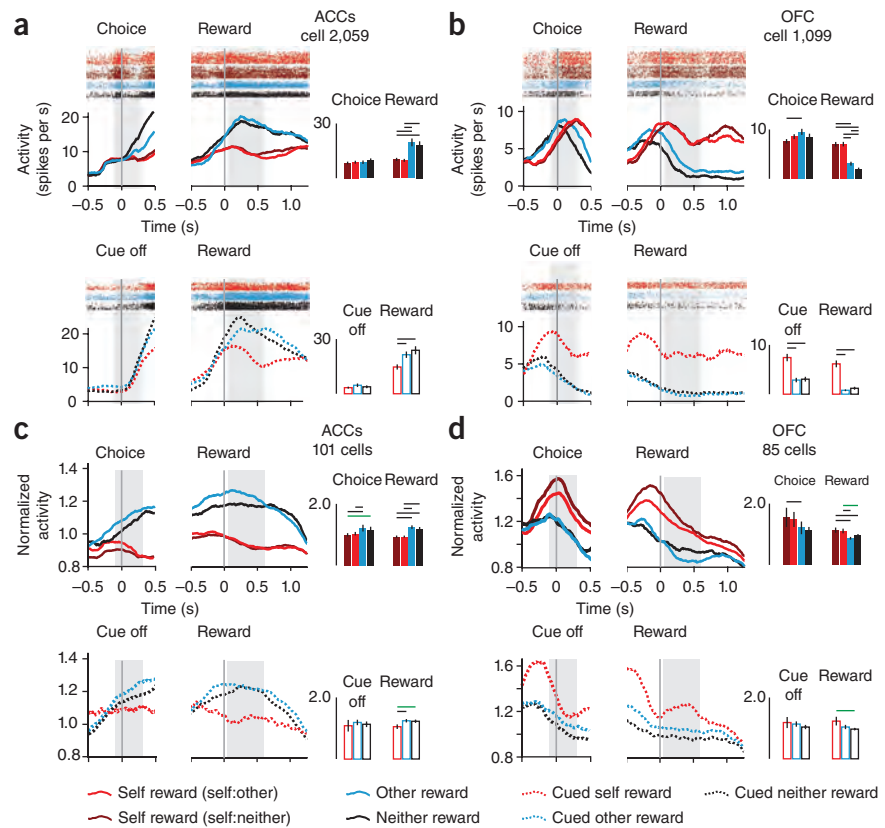 a
Choice
Reward
ACCs
cell 2,059
Activity
(spikes per s)
20
10
0
–0.5
0
0.5
–0.5
0
0.5
1.0
Time (s)
30
Choice Reward
Cue off
Reward
20
10
0
30
Cue
off
Reward
b
Choice
Reward
OFC
cell 1,099
Activity
(spikes per s)
10
5
0
–0.5
0
0.5
–0.5
0
0.5
1.0
Time (s)
Choice Reward
10
Cue off
Reward
10
5
0
Cue
off
Reward
10
c
Choice
Reward
ACCs
101 cells
Normalized
activity
1.4
1.2
1.0
0.8
–0.5
0
0.5
–0.5
0
0.5
1.0
Time (s)
Choice Reward
2.0
Cue off
Reward
1.4
1.2
1.0
0.8
2.0
Cue
off
Reward
d
Choice
Reward
OFC
85 cells
Normalized
activity
1.6
1.4
1.2
1.0
0.8
–0.5
0
0.5
–0.5
0
0.5
1.0
Time (s)
Choice
Reward
2.0
Cue off
Reward
1.6
1.2
0.8
2.0
Cue
off
Reward
Self reward (self:other)
Other reward
Cued self reward
Cued neither reward
Self reward (self:neither)
Neither reward
Cued other reward